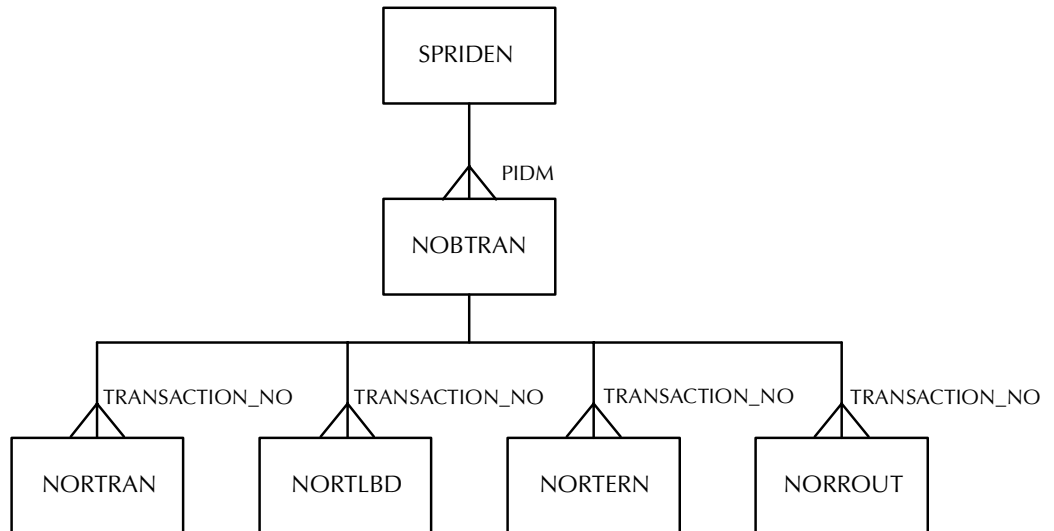 SPRIDEN
PIDM
NOBTRAN
TRANSACTION_NO
TRANSACTION_NO
TRANSACTION_NO
TRANSACTION_NO
NORTRAN
NORTLBD
NORTERN
NORROUT